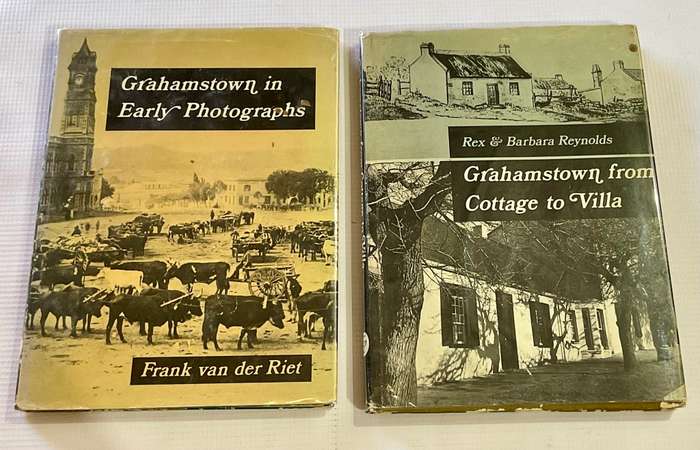 Grahamstown in
Early Photographs
Frank van der Riet
Rex & Barbara Reynolds
Grahamstown from
Cottage to Villa